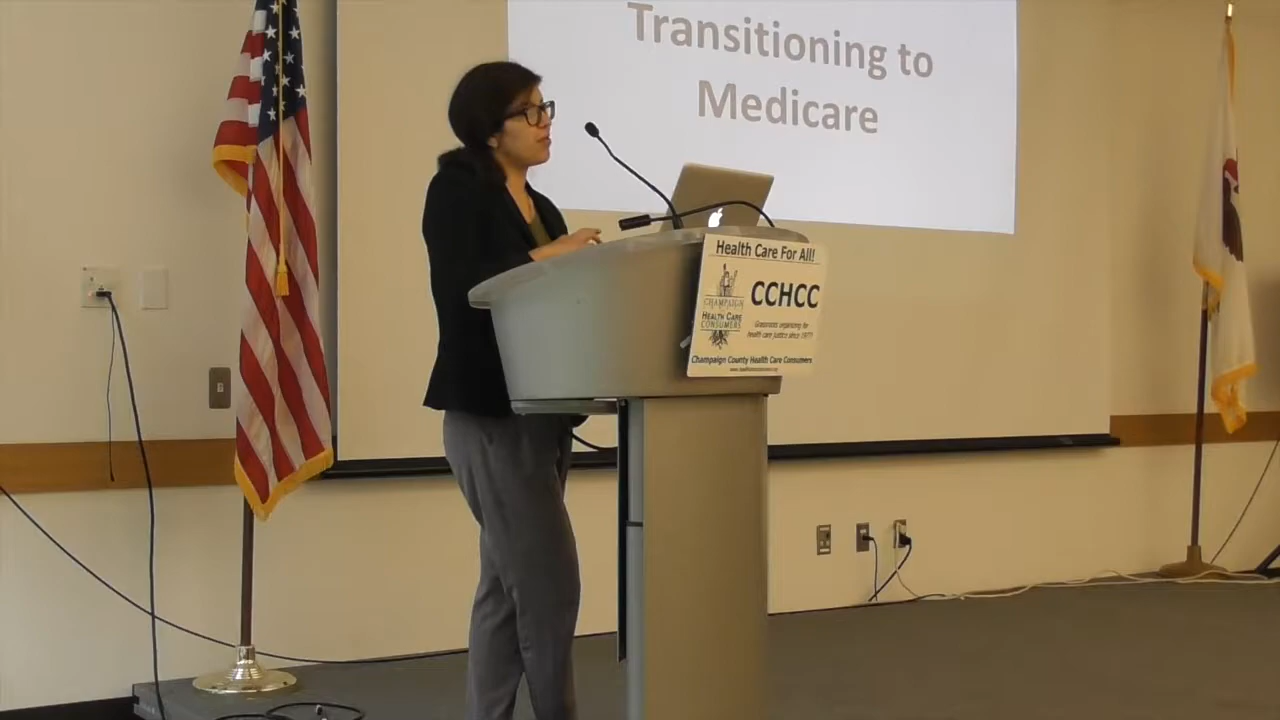 Transitioning to
Medicare
Health Care For All!
CHAMPAIGN
HEALTH CARE
CONSUMERS
CCHCC
Grassroots organizing for
health care justice since 1977!
Champaign County Health Care Consumers